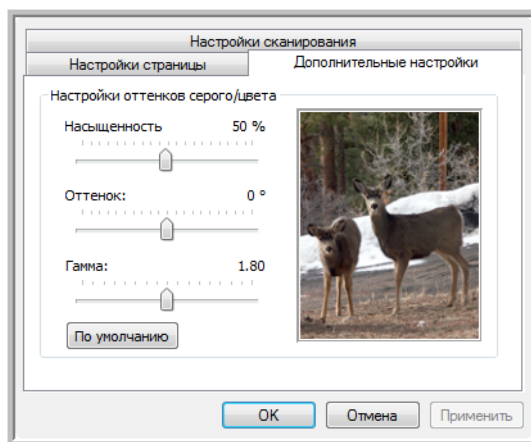 Настройки сканирования
Настройки страницы Дополнительные настройки
Настройки оттенков серого/цвета
Насыщенность 50 %
Оттенок: 0 °
Гамма: 1.80
По умолчанию
OK Отмена Применить